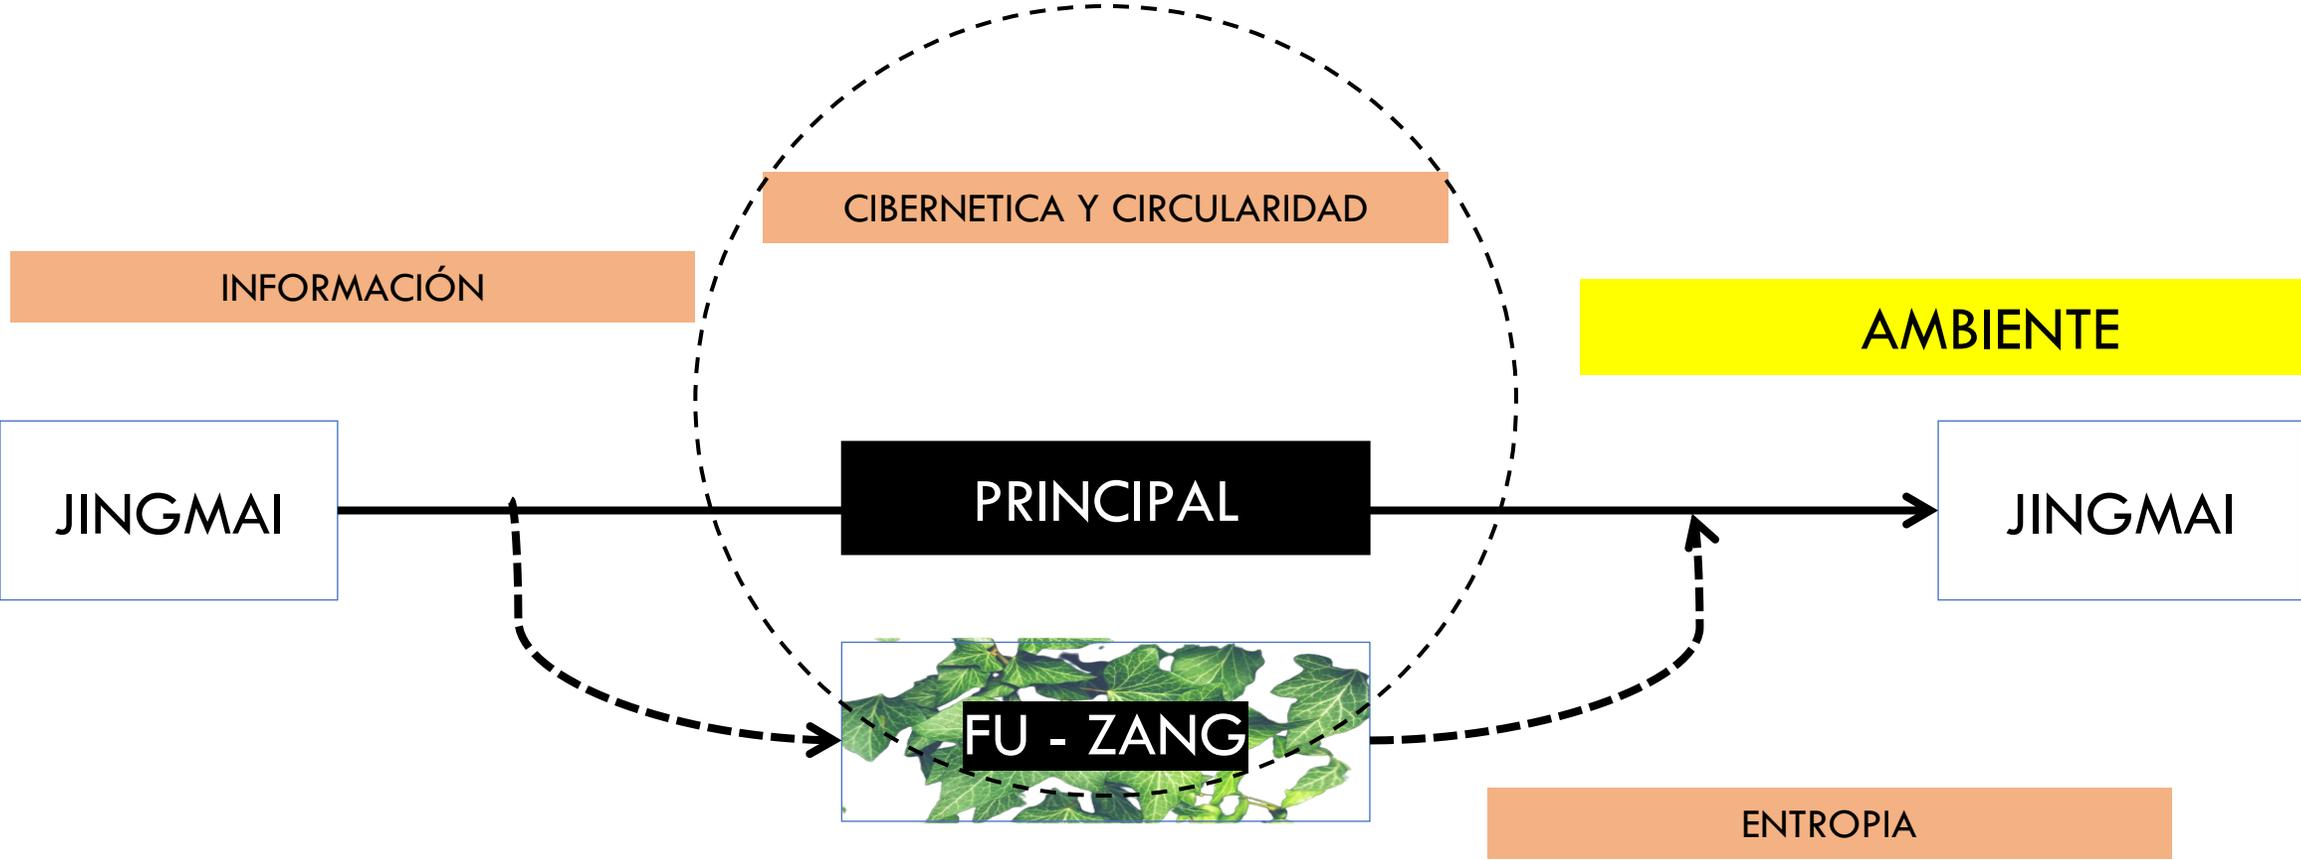 CIBERNETICA Y CIRCULARIDAD
INFORMACIÓN
AMBIENTE
JINGMAI
PRINCIPAL
JINGMAI
FU - ZANG
ENTROPIA